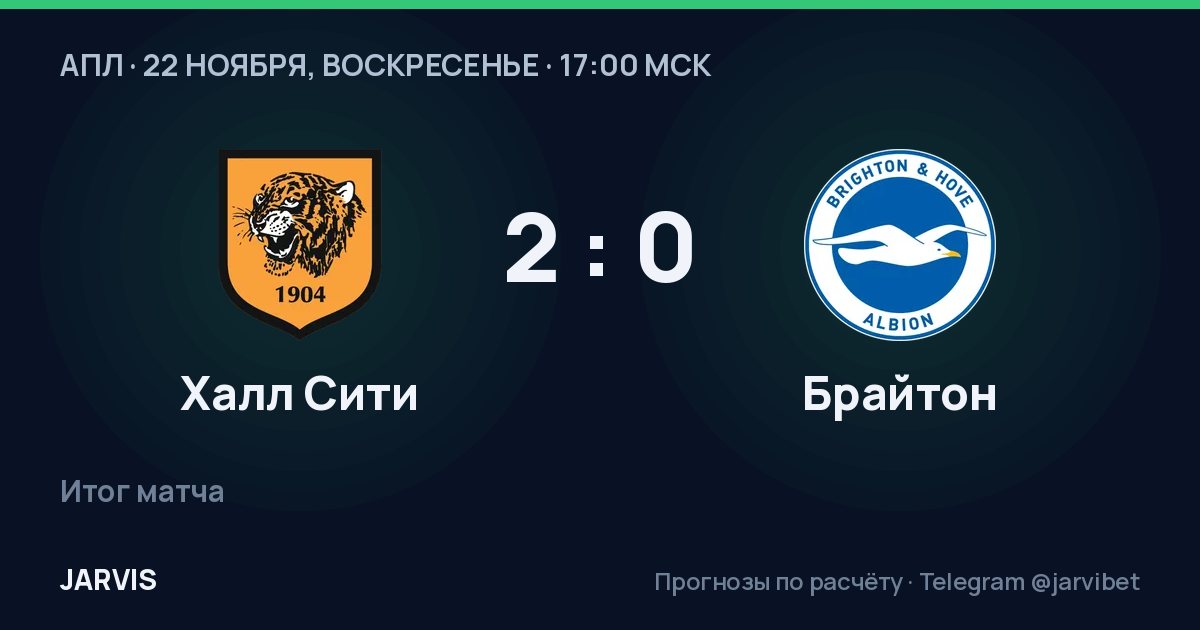 АПЛ · 22 НОЯБРЯ, ВОСКРЕСЕНЬЕ · 17:00 МСК
1904
2 : 0
BRIGHTON & HOVE
ALBION
Халл Сити
Брайтон
Итог матча
JARVIS
Прогнозы по расчёту · Telegram @jarvibet